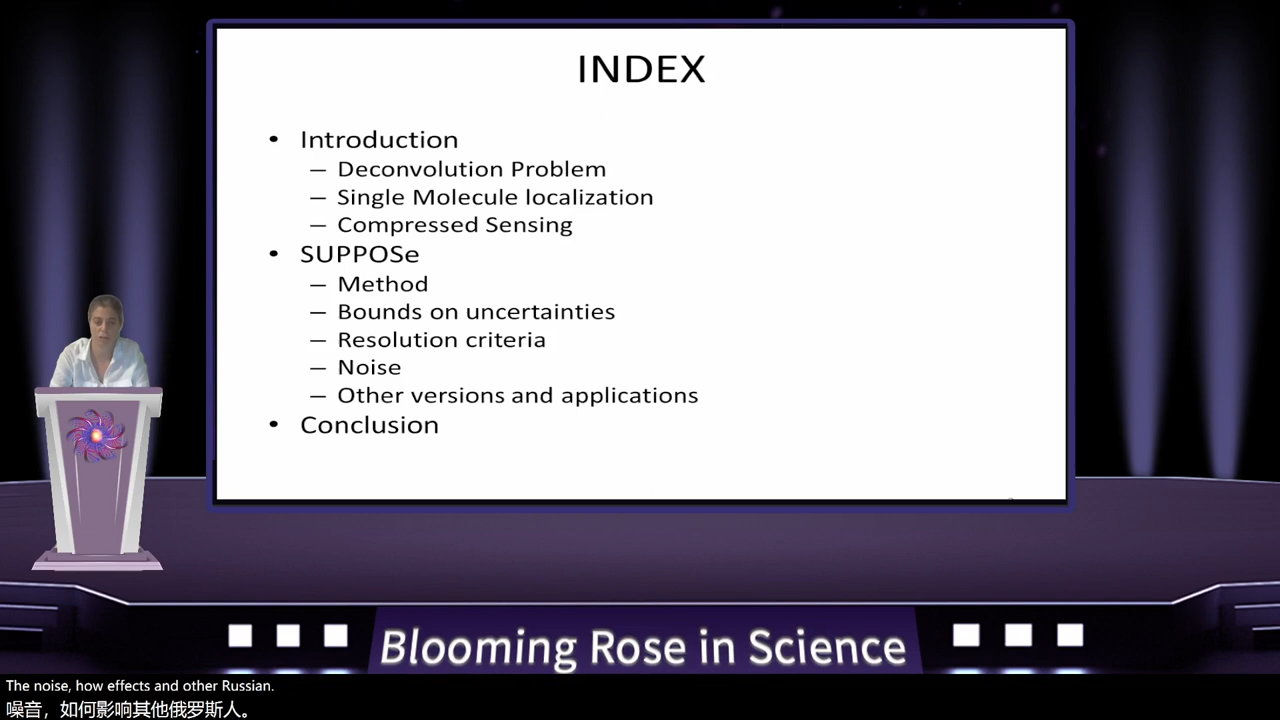 INDEX
• Introduction
– Deconvolution Problem
– Single Molecule localization
– Compressed Sensing
• SUPPOSe
– Method
– Bounds on uncertainties
– Resolution criteria
– Noise
– Other versions and applications
• Conclusion
Blooming Rose in Science
The noise, how effects and other Russian.
噪音，如何影响其他俄罗斯人。